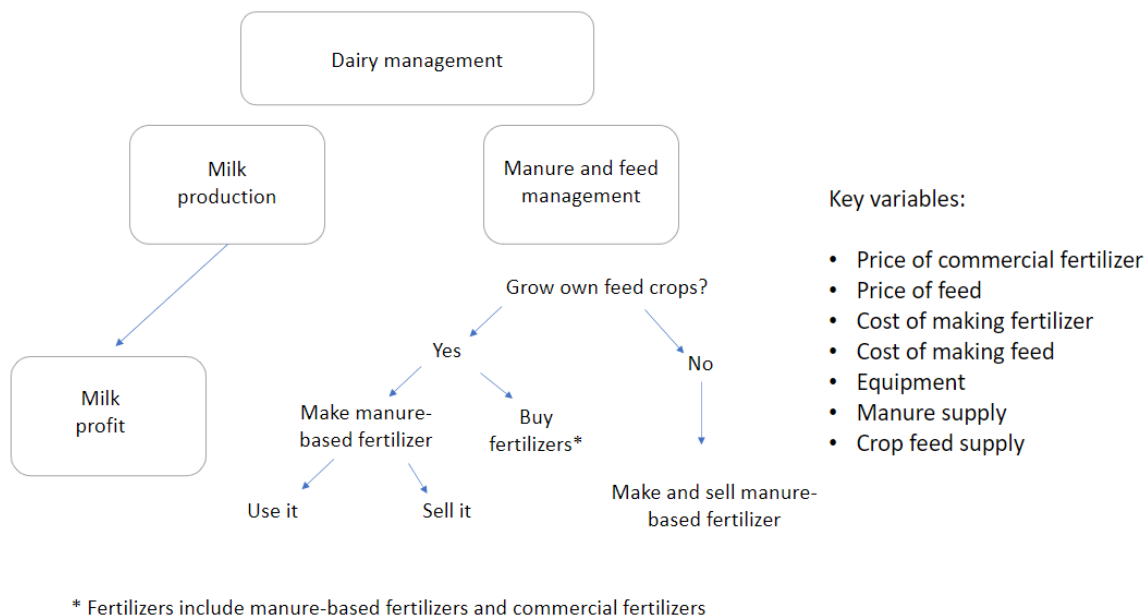 Dairy management
Milk
production
Manure and feed
management
Key variables:
• Price of commercial fertilizer
• Price of feed
• Cost of making fertilizer
• Cost of making feed
• Equipment
• Manure supply
• Crop feed supply
Grow own feed crops?
Yes
No
Milk
profit
Make manure-
based fertilizer
Buy
fertilizers*
Use it
Sell it
Make and sell manure-
based fertilizer
* Fertilizers include manure-based fertilizers and commercial fertilizers